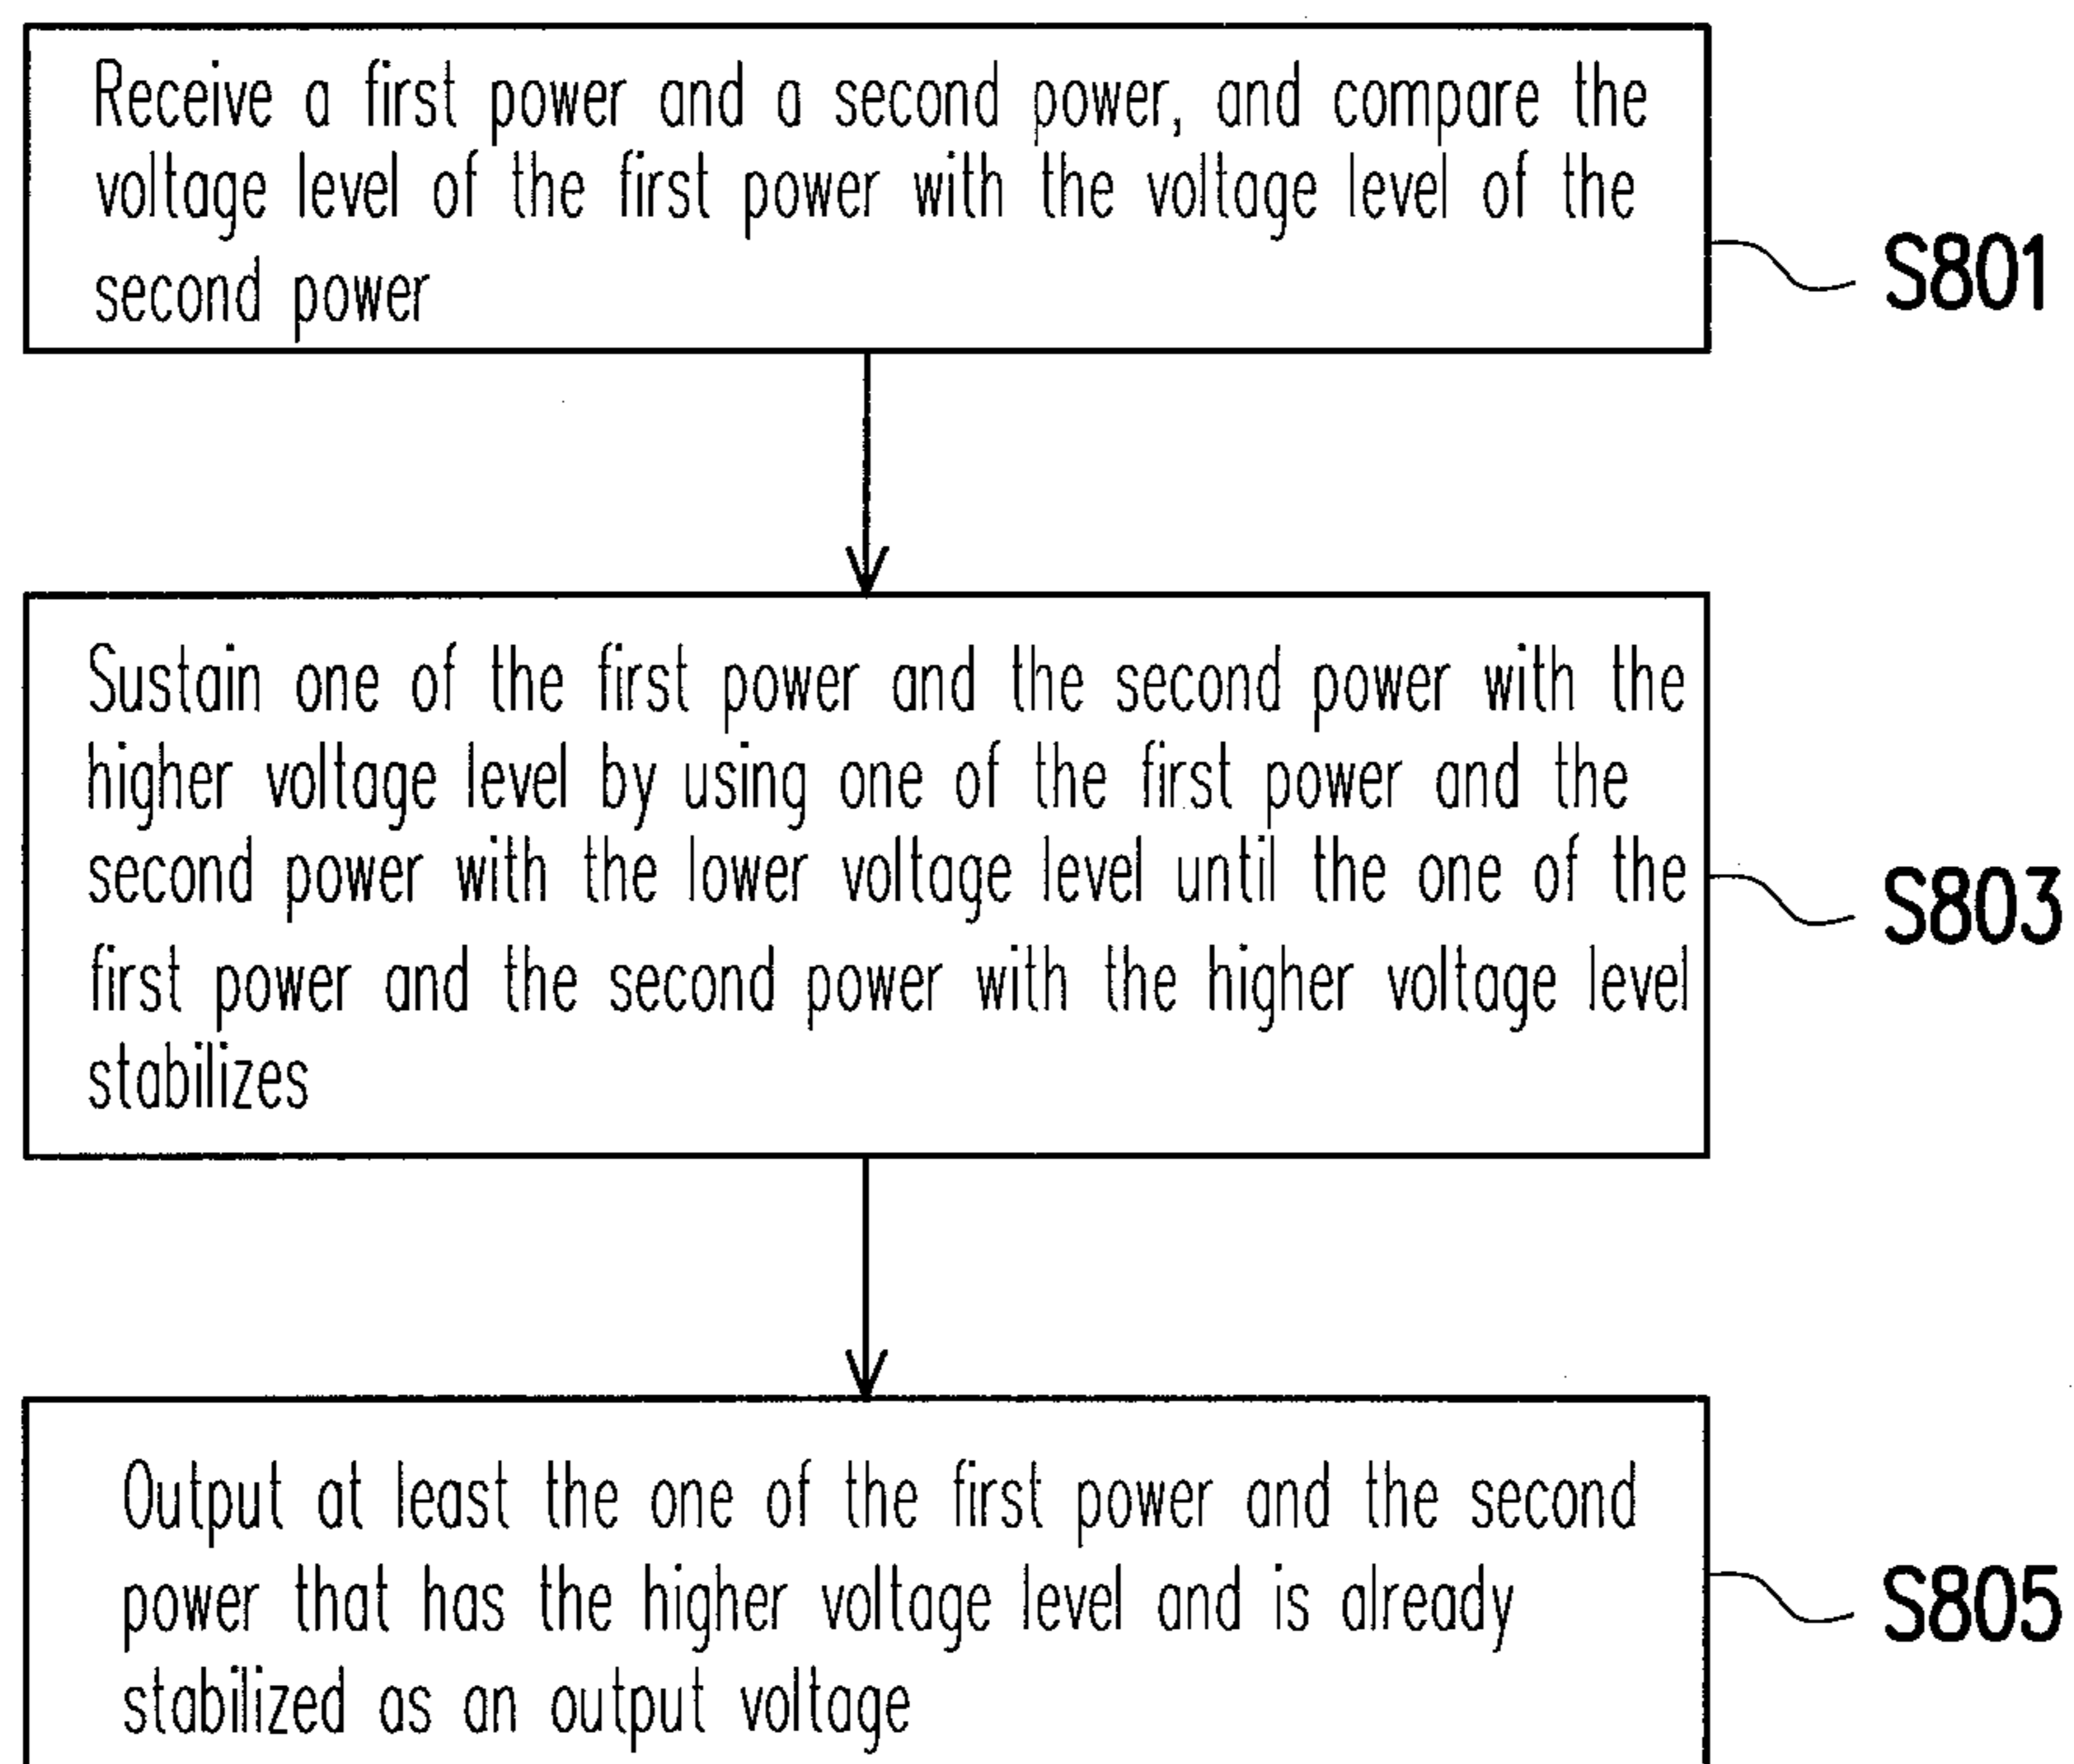 Receive a first power and a second power, and compare the
voltage level of the first power with the voltage level of the
second power
S801
Sustain one of the first power and the second power with the
higher voltage level by using one of the first power and the
second power with the lower voltage level until the one of the
first power and the second power with the higher voltage level
stabilizes
S803
Output at least the one of the first power and the second
power that has the higher voltage level and is already
stabilized as an output voltage
S805